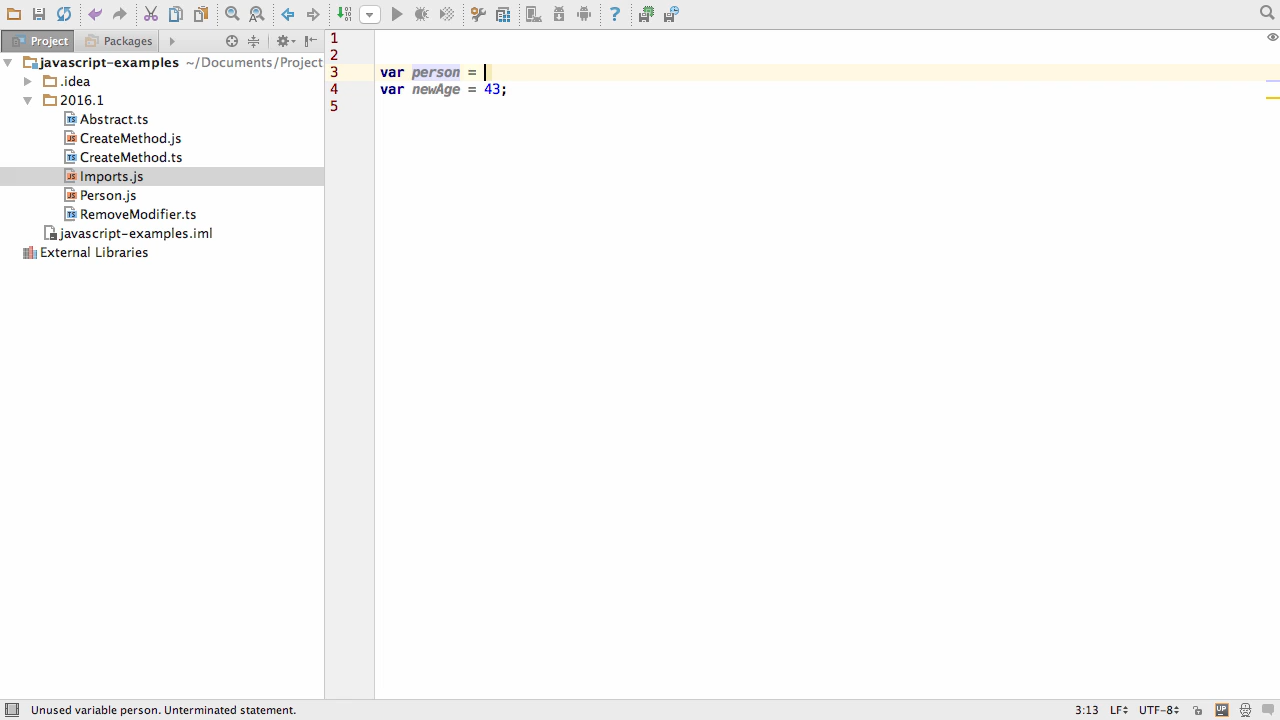 Project
Packages
javascript-examples ~/Documents/Project
.idea
2016.1
Abstract.ts
CreateMethod.js
CreateMethod.ts
Imports.js
Person.js
RemoveModifier.ts
javascript-examples.iml
External Libraries
1
2
3 var person =
4 var newAge = 43;
5
Unused variable person. Unterminated statement.
3:13 LF UTF-8